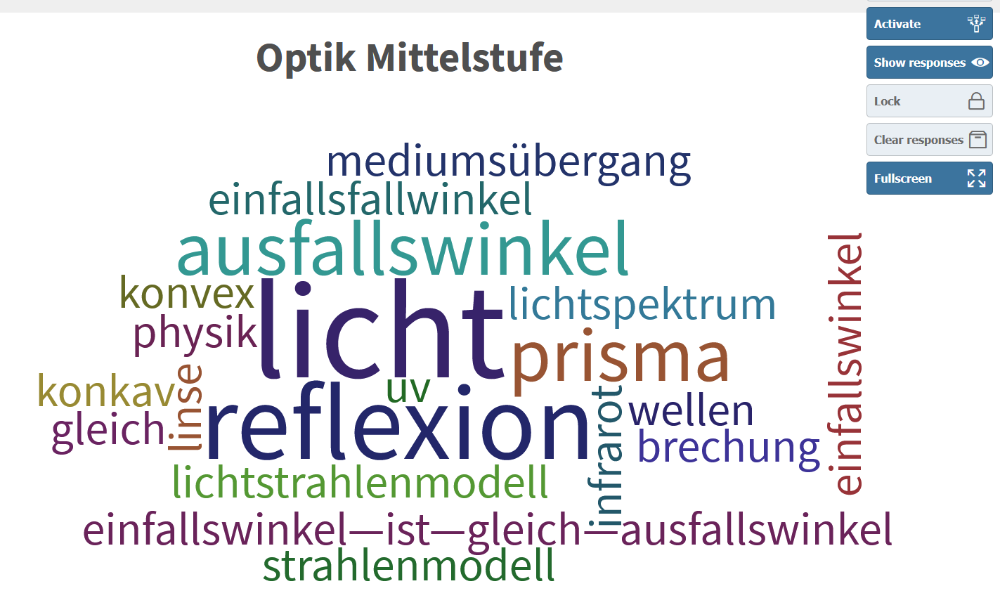 Optik Mittelstufe
Activate
Show responses
Lock
Clear responses
Fullscreen
mediumsübergang
einfallsfallwinkel
ausfallswinkel
konvex
licht
lichtspektrum
physik
prisma
einfallswinkel
konkav
linse
uv
gleich
reflexion
infrarot
wellen
brechung
lichtstrahlenmodell
einfallswinkel—ist—gleich—ausfallswinkel
strahlenmodell